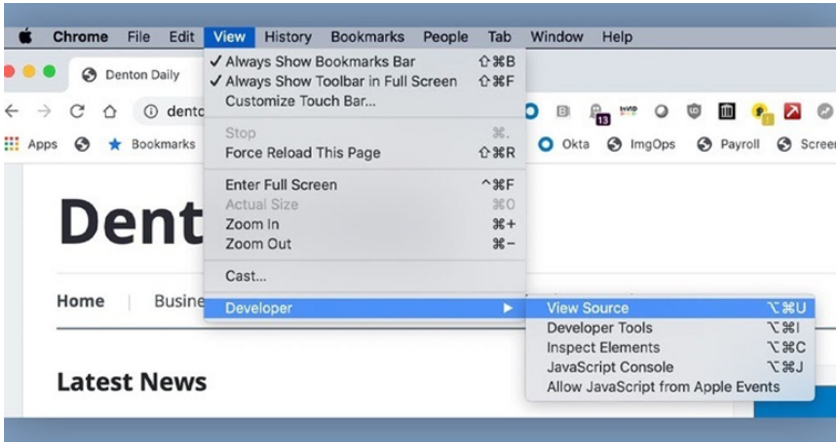 Chrome File Edit View History Bookmarks People Tab Window Help
Denton Daily
✓ Always Show Bookmarks Bar ⇧⌘B
✓ Always Show Toolbar in Full Screen ⇧⌘F
Customize Touch Bar...
13
Apps Bookmarks Okta ImgOps Payroll Screen
Stop ⌘.
Force Reload This Page ⇧⌘R
Enter Full Screen ^⌘F
Actual Size ⌘0
Zoom In ⌘+
Zoom Out ⌘−
Cast...
Dent
Home Busine
Developer
View Source ⌥⌘U
Developer Tools ⌥⌘I
Inspect Elements ⌥⌘C
JavaScript Console ⌥⌘J
Allow JavaScript from Apple Events
Latest News